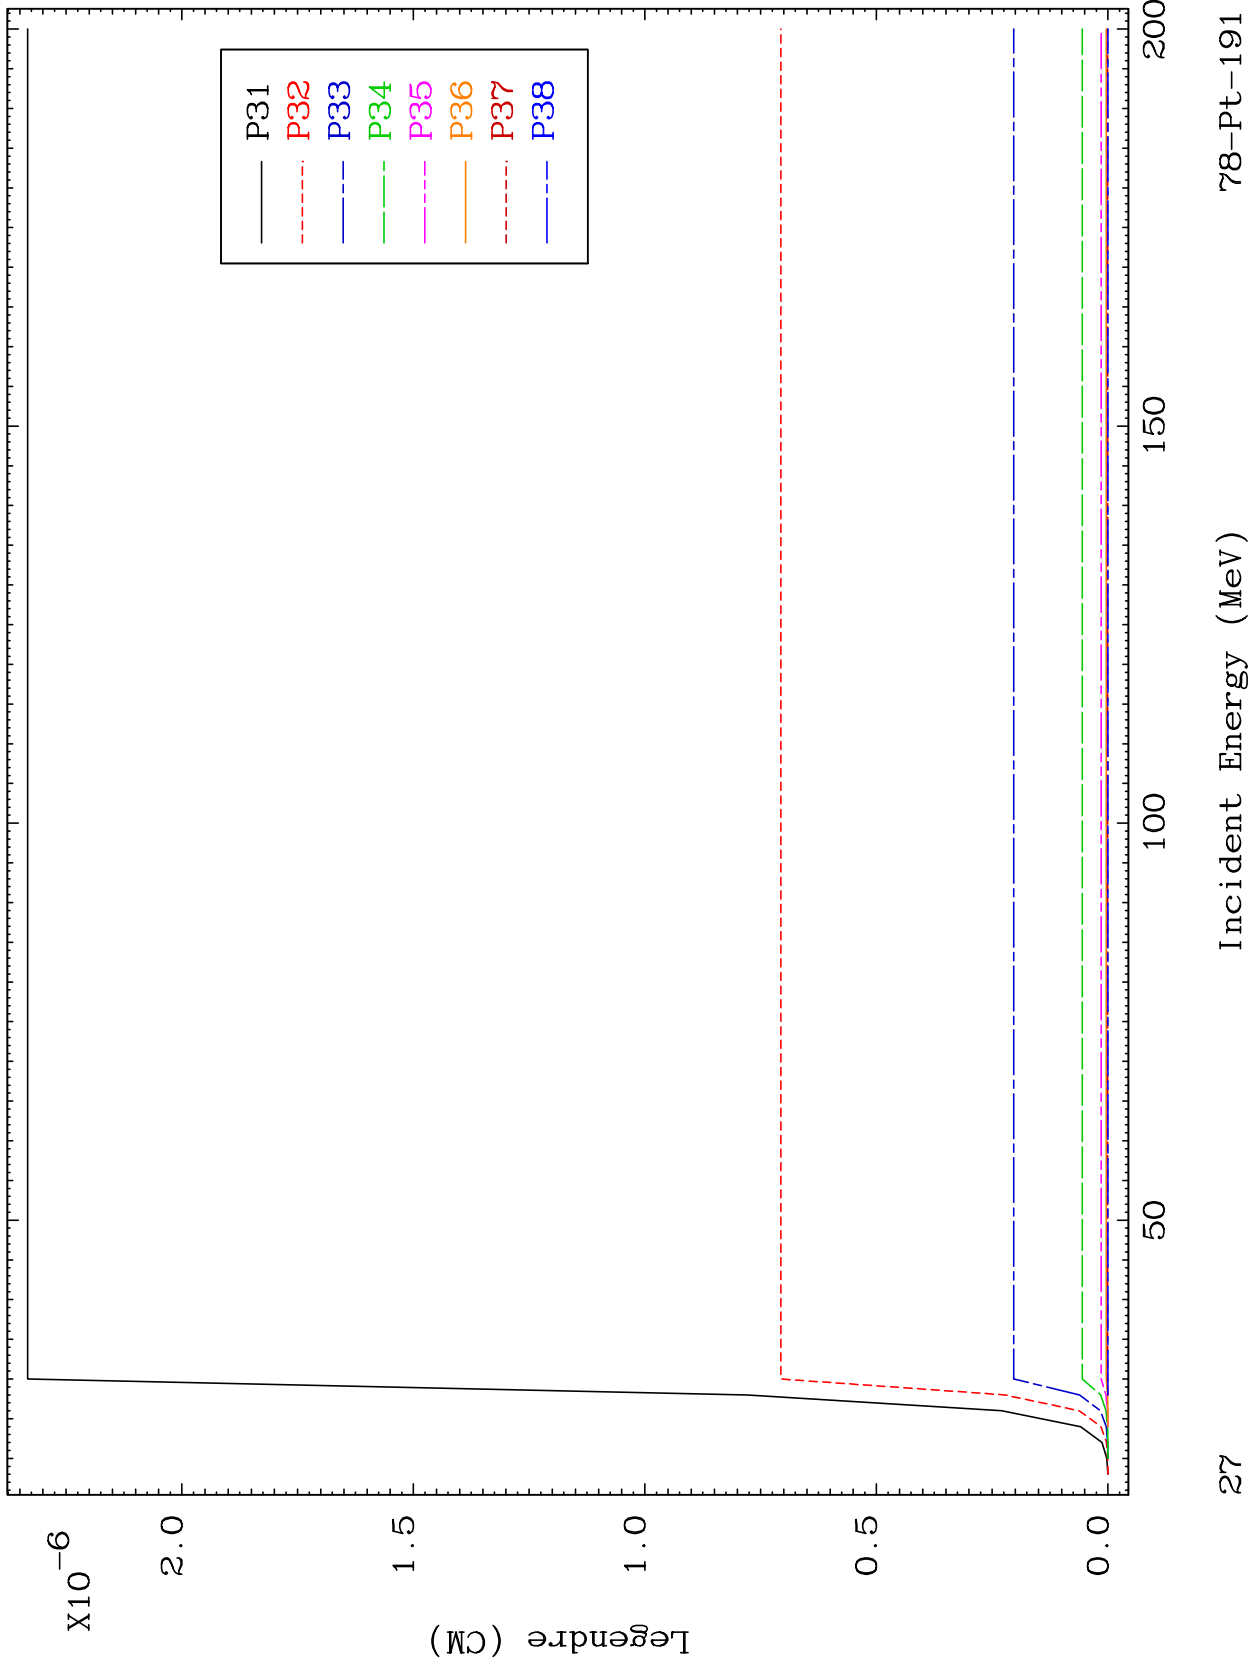 X10-6
Legendre (CM)
2.0
1.5
1.0
0.5
0.0
50
100
150
200
P31
P32
P33
P34
P35
P36
P37
P38
27
Incident Energy (MeV)
78-Pt-191